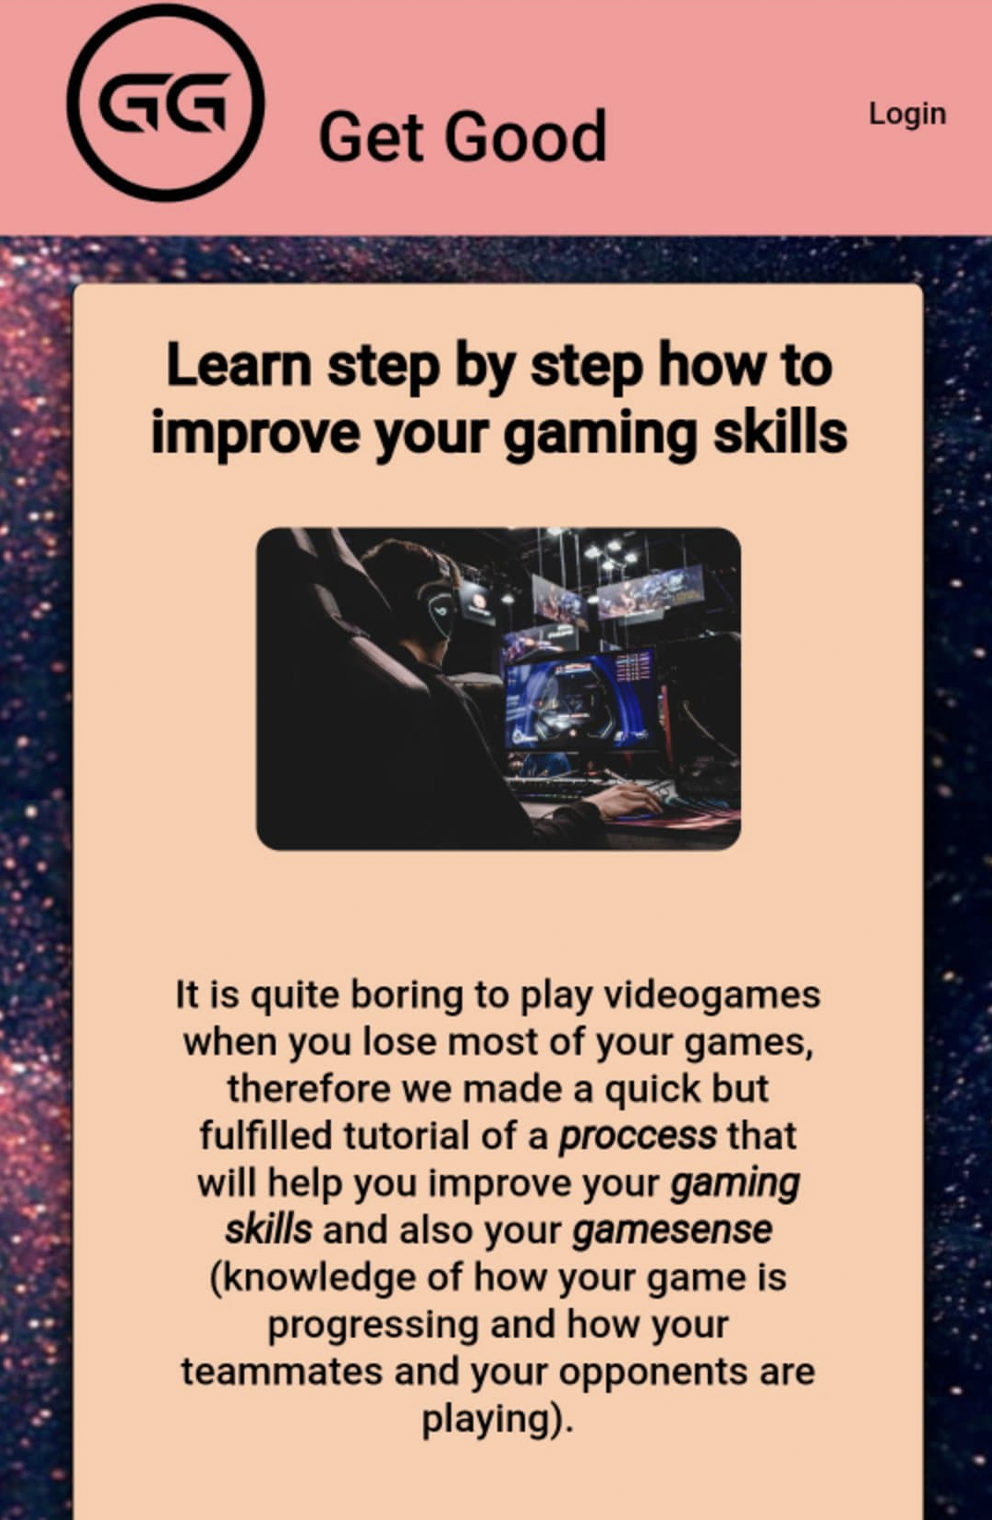 GG
Get Good
Login
Learn step by step how to
improve your gaming skills
It is quite boring to play videogames
when you lose most of your games,
therefore we made a quick but
fulfilled tutorial of a proccess that
will help you improve your gaming
skills and also your gamesense
(knowledge of how your game is
progressing and how your
teammates and your opponents are
playing).